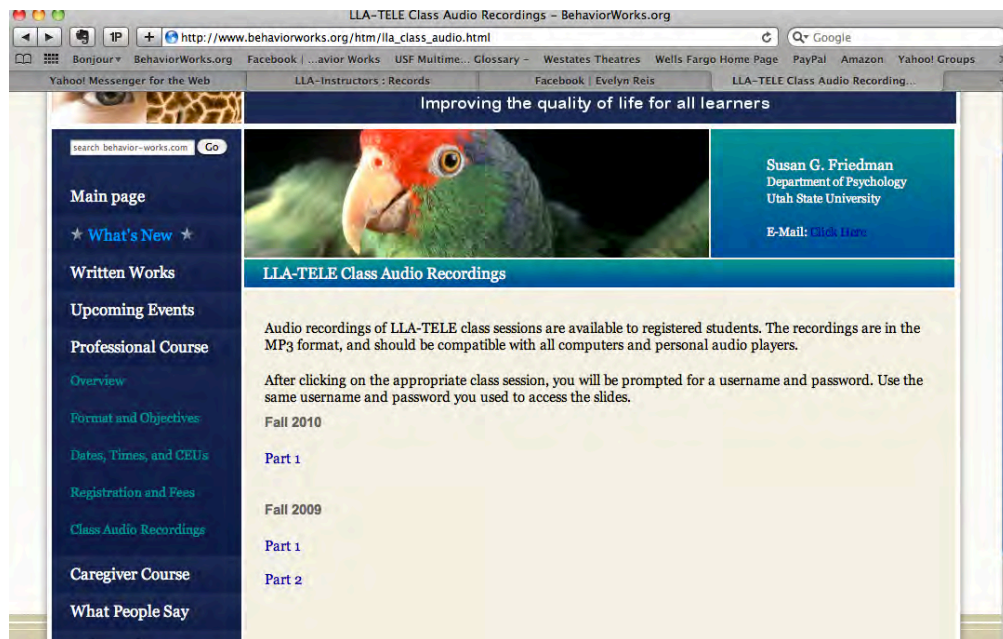 LLA-TELE Class Audio Recordings – BehaviorWorks.org
1P + http://www.behaviorworks.org/htm/lla_class_audio.html Google
Bonjour BehaviorWorks.org Facebook | ...avior Works USF Multime... Glossary – Westates Theatres Wells Fargo Home Page PayPal Amazon Yahoo! Groups
Yahoo! Messenger for the Web LLA-Instructors : Records Facebook | Evelyn Reis LLA-TELE Class Audio Recording...
Improving the quality of life for all learners
search behavior-works.com Go
Main page
What's New
Written Works
Upcoming Events
Professional Course
Overview
Format and Objectives
Dates, Times, and CEUs
Registration and Fees
Class Audio Recordings
Caregiver Course
What People Say
Susan G. Friedman
Department of Psychology
Utah State University
E-Mail: Click Here
LLA-TELE Class Audio Recordings
Audio recordings of LLA-TELE class sessions are available to registered students. The recordings are in the
MP3 format, and should be compatible with all computers and personal audio players.
After clicking on the appropriate class session, you will be prompted for a username and password. Use the
same username and password you used to access the slides.
Fall 2010
Part 1
Fall 2009
Part 1
Part 2